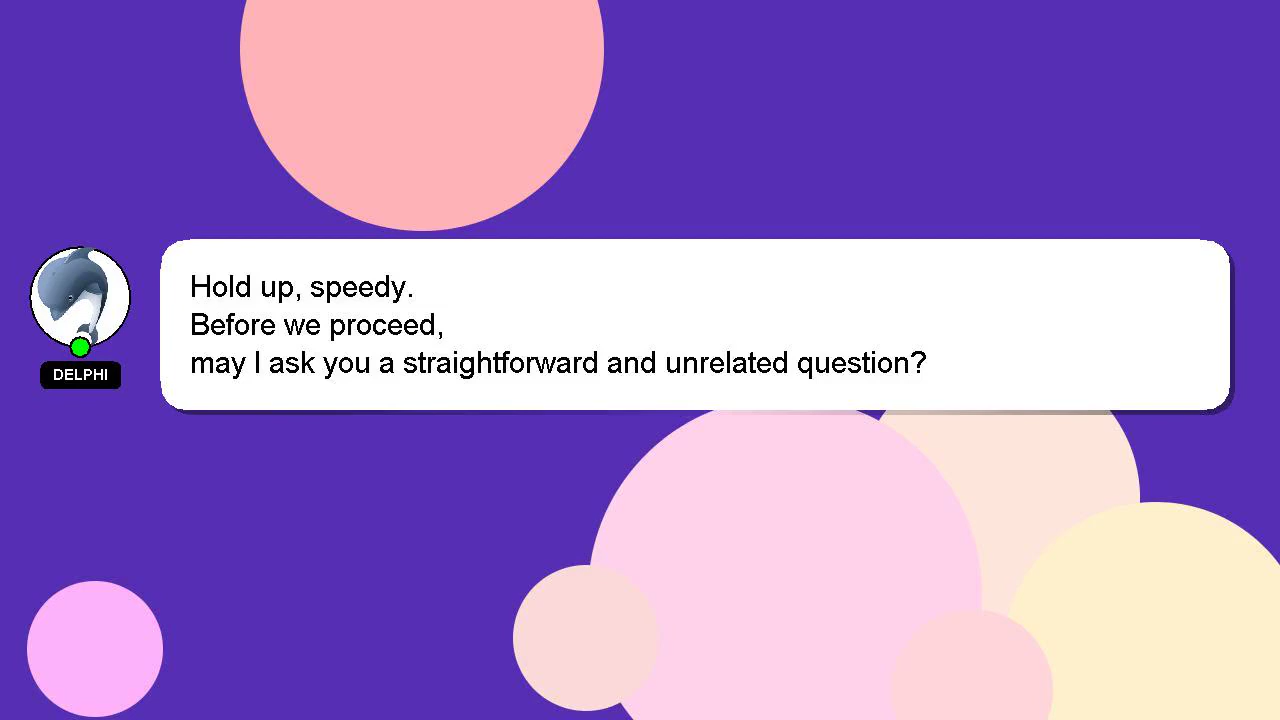 Hold up, speedy.
Before we proceed,
may I ask you a straightforward and unrelated question?
DELPHI